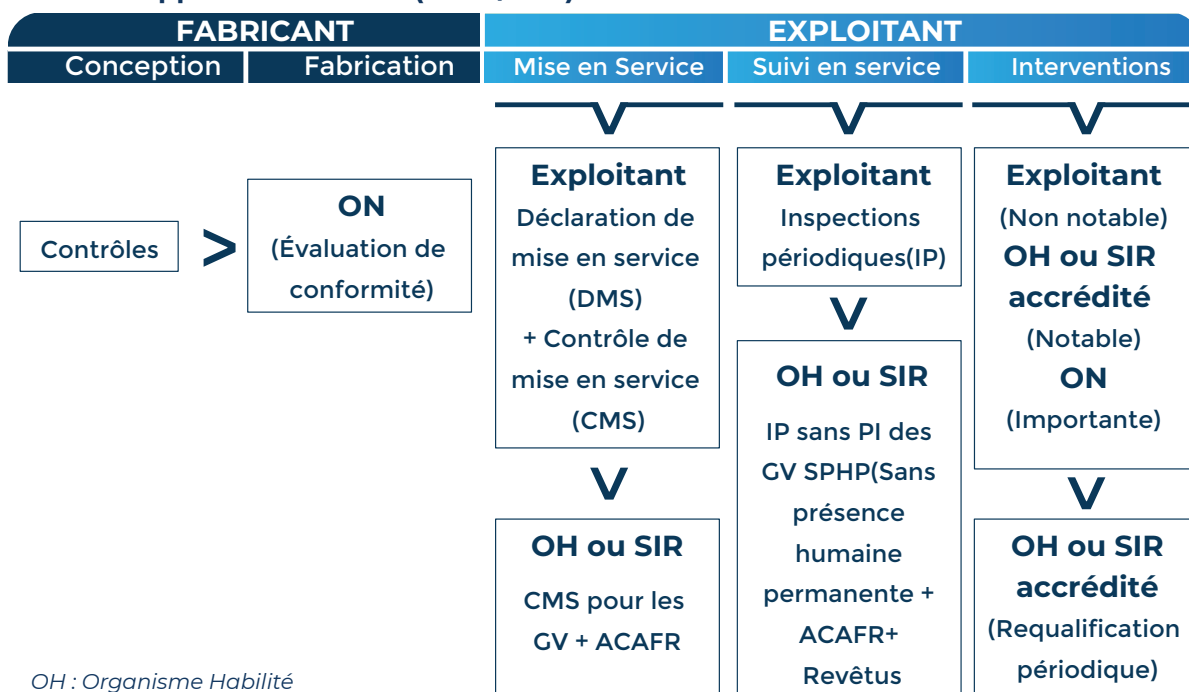 FABRICANT
EXPLOITANT
Conception
Fabrication
Mise en Service
Suivi en service
Interventions
Contrôles
>
ON
(Évaluation de
conformité)
Exploitant
Déclaration de
mise en service
(DMS)
+ Contrôle de
mise en service
(CMS)
OH ou SIR
CMS pour les
GV + ACAFR
Exploitant
Inspections
périodiques(IP)
OH ou SIR
IP sans PI des
GV SPHP(Sans
présence
humaine
permanente +
ACAFR+
Revêtus
Exploitant
(Non notable)
OH ou SIR
accrédité
(Notable)
ON
(Importante)
OH ou SIR
accrédité
(Requalification
périodique)
OH : Organisme Habilité